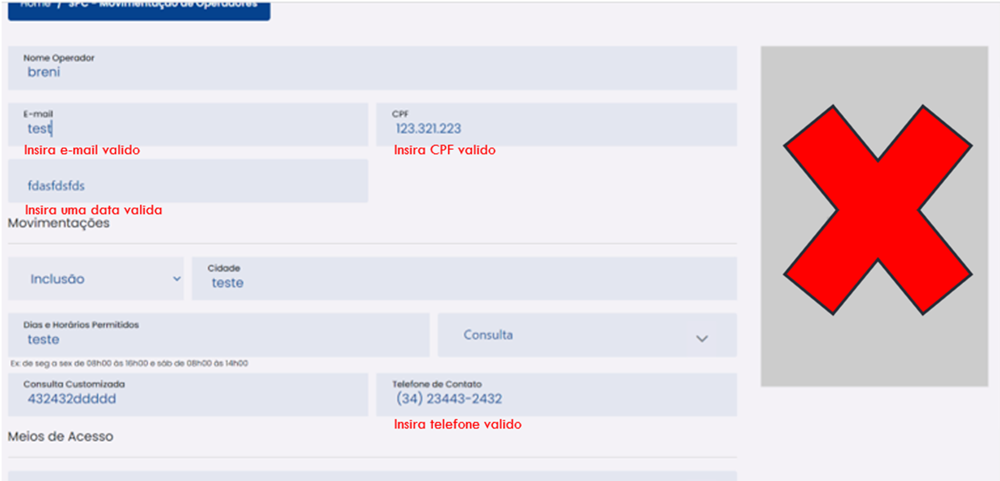 Home / SPC - Movimentação de Operadores
Nome Operador
breni
E-mail
test
Insira e-mail valido
CPF
123.321.223
Insira CPF valido
fdasfdsfds
Insira uma data valida
Movimentações
Inclusão
Cidade
teste
Dias e Horários Permitidos
teste
Consulta
Ex: de seg a sex de 08h00 às 16h00 e sáb de 08h00 às 14h00
Consulta Customizada
432432ddddd
Telefone de Contato
(34) 23443-2432
Insira telefone valido
Meios de Acesso